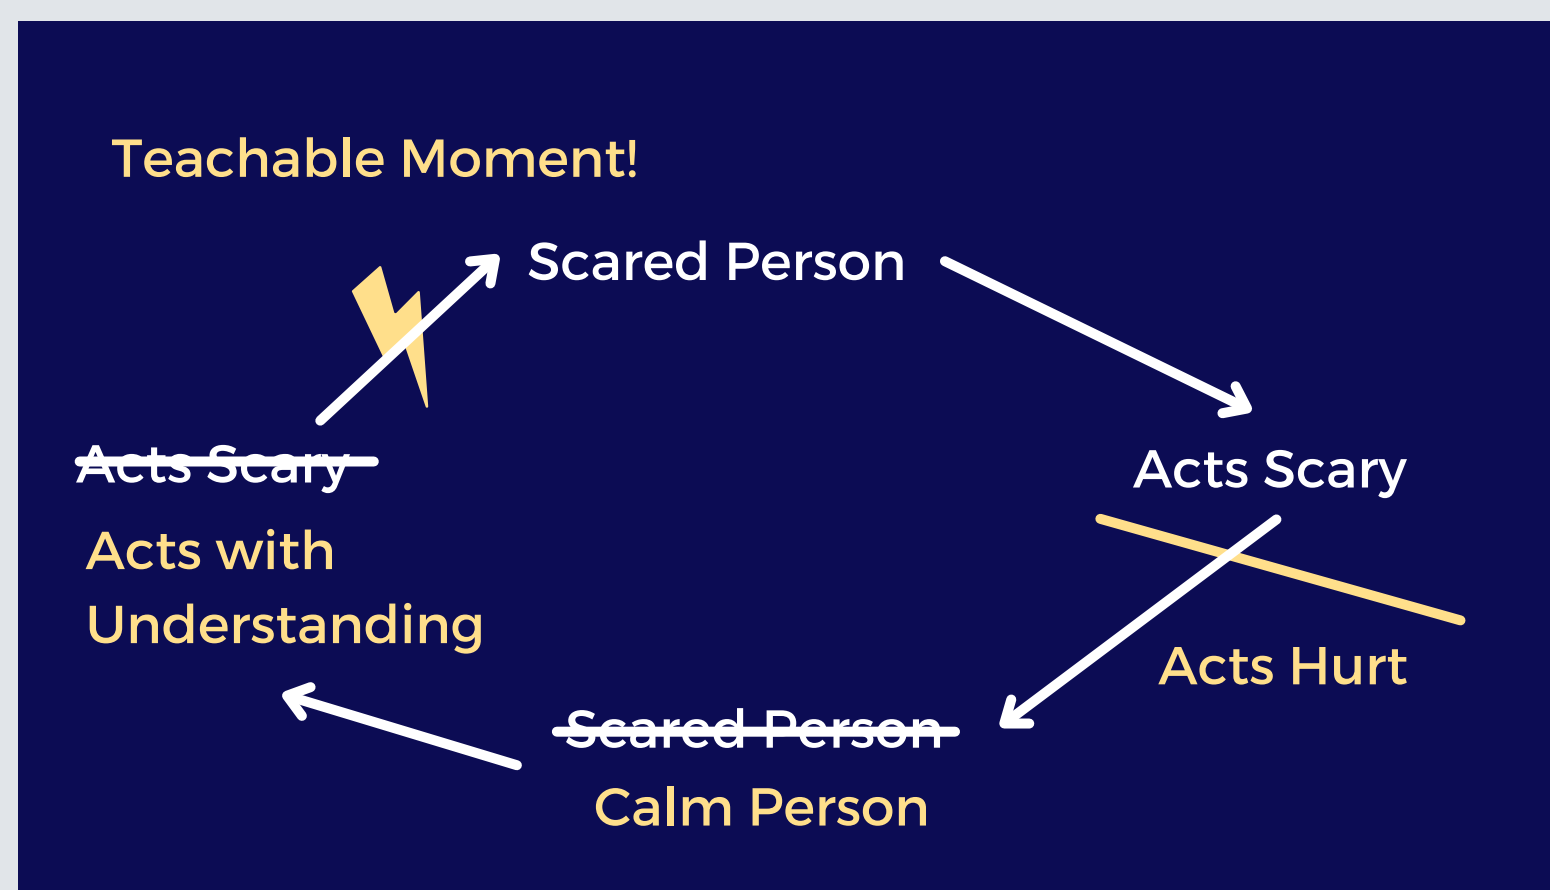 Teachable Moment!
Scared Person
Acts Scary
Acts Scary
Acts with
Understanding
Acts Hurt
Scared Person
Calm Person